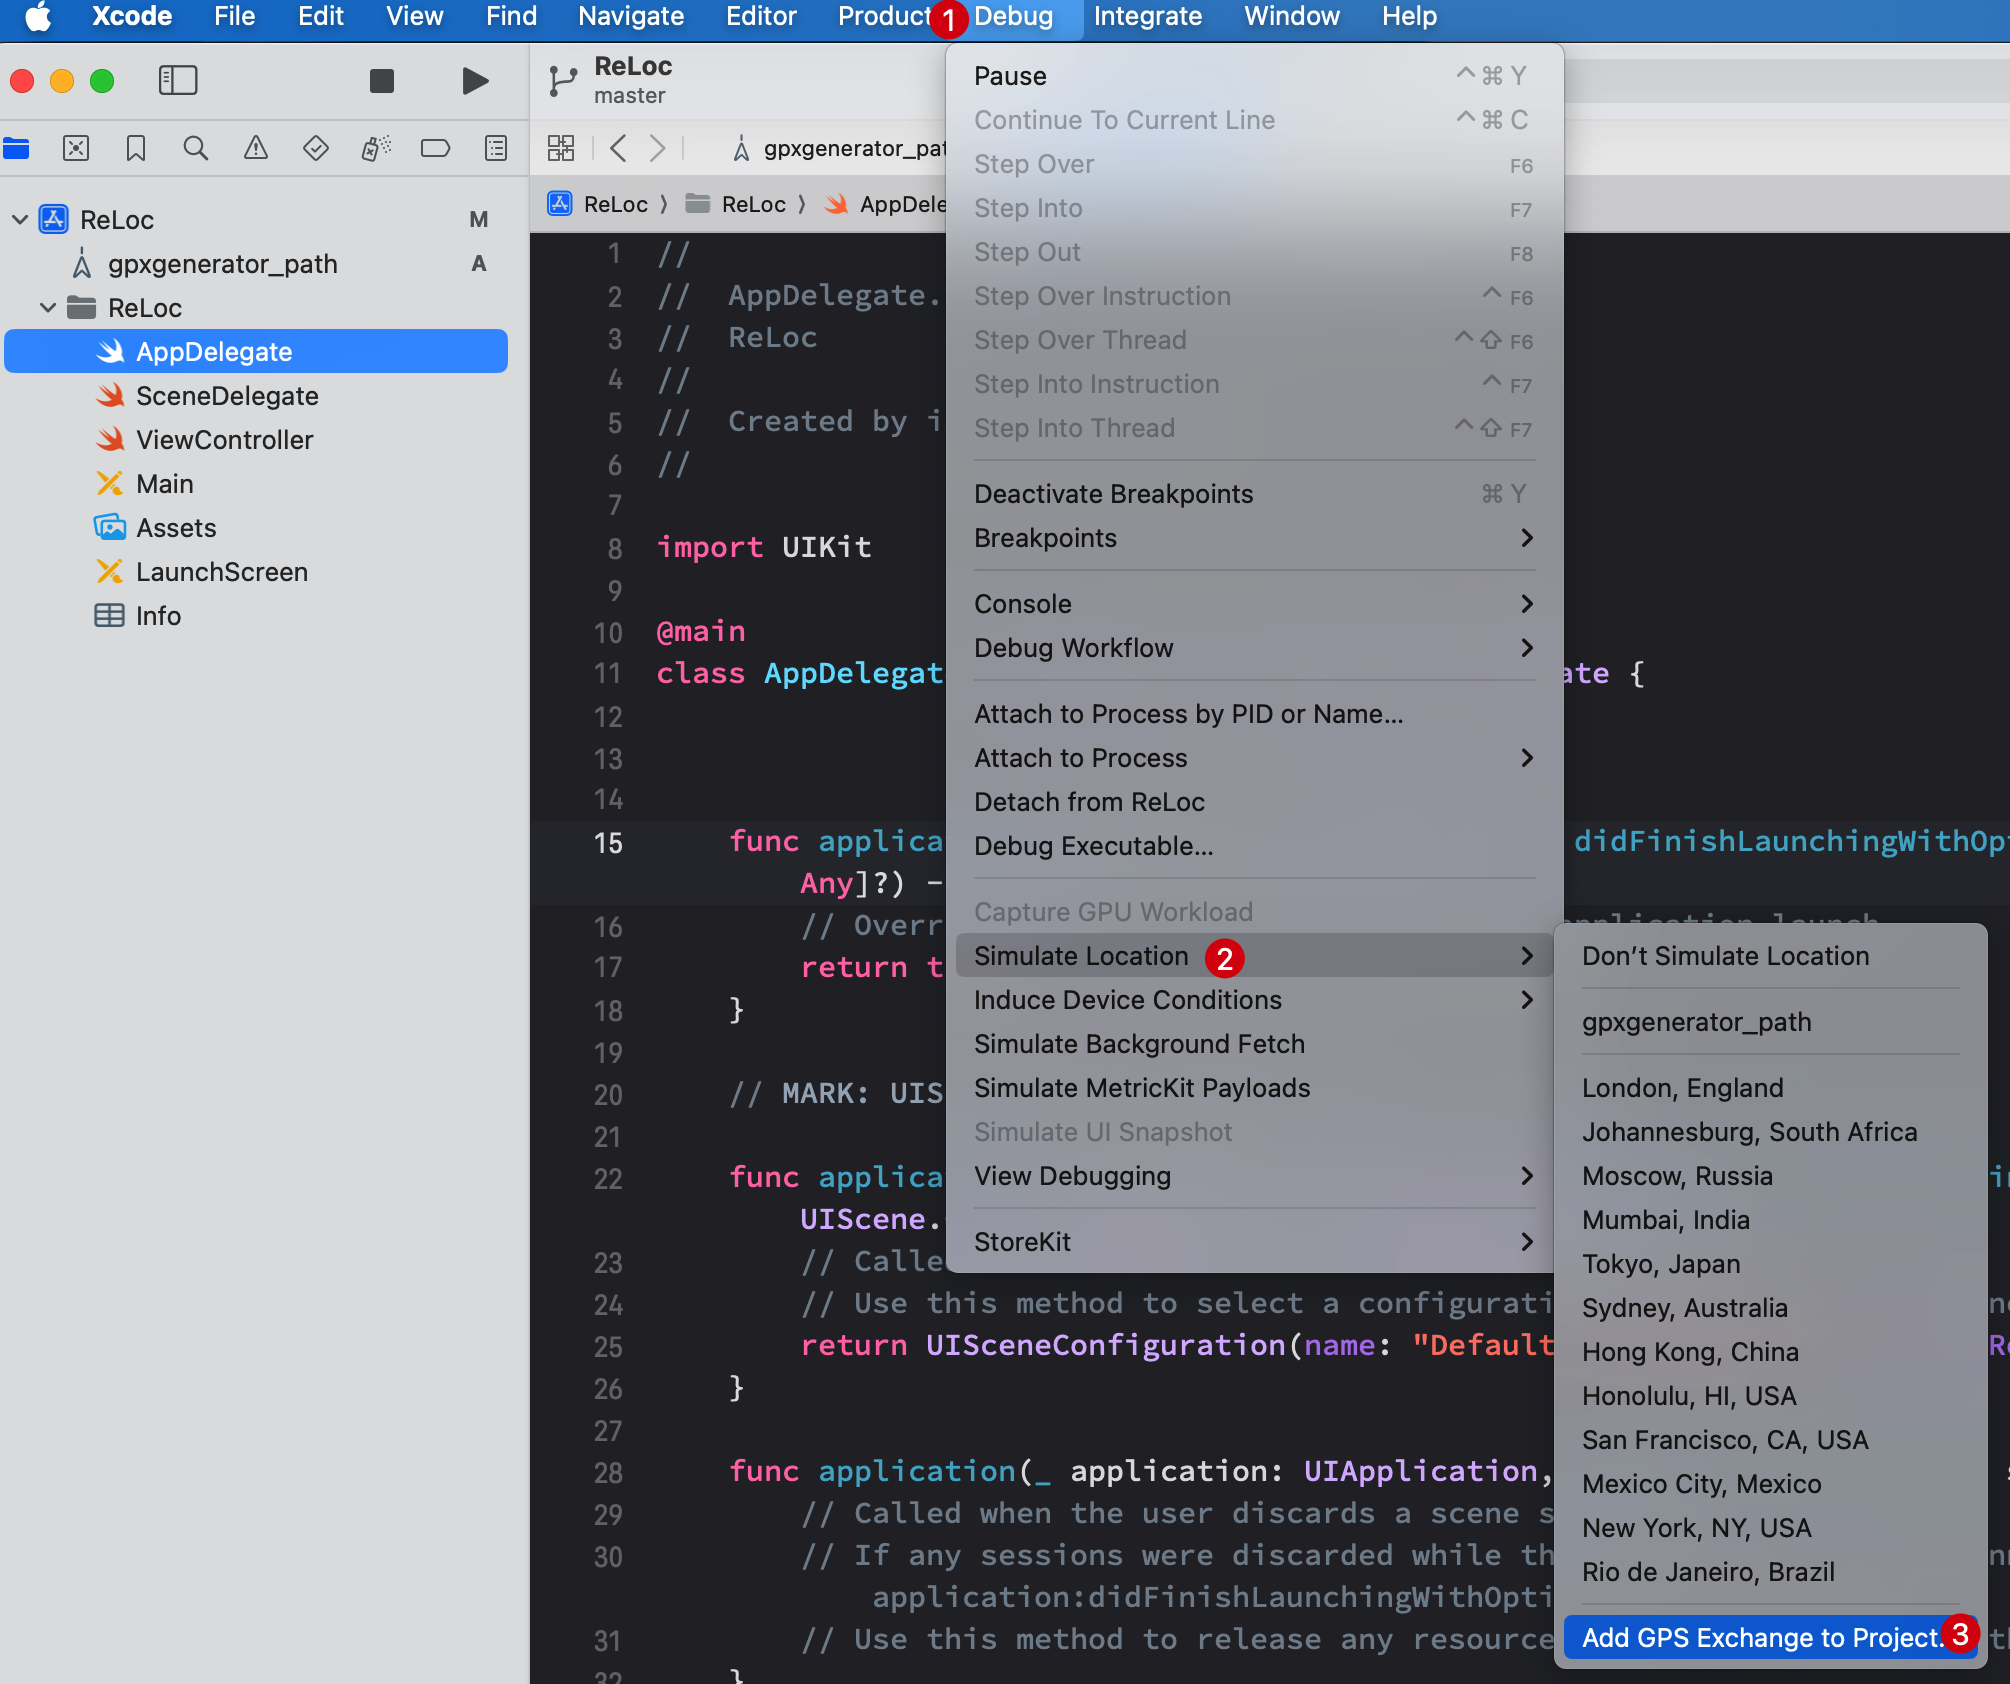 Xcode File Edit View Find Navigate Editor Product 1 Debug Integrate Window Help
ReLoc
master
gpxgenerator_pat
ReLoc M
gpxgenerator_path A
ReLoc
AppDelegate
SceneDelegate
ViewController
Main
Assets
LaunchScreen
Info
ReLoc 〉 ReLoc 〉 AppDele
1 //
2 // AppDelegate.
3 // ReLoc
4 //
5 // Created by i
6 //
7
8 import UIKit
9
10 @main
11 class AppDelegat ate {
12
13
14
15 func applica didFinishLaunchingWithOpt
Any]?) -
16 // Overr application launch
17 return t
18 }
19
20 // MARK: UIS
21
22 func applica in
UIScene.
23 // Calle
24 // Use this method to select a configurati
25 return UISceneConfiguration(name: "Default
26 }
27
28 func application(_ application: UIApplication,
29 // Called when the user discards a scene s
30 // If any sessions were discarded while th
application:didFinishLaunchingWithOpti
31 // Use this method to release any resource th
32 }
Pause ^ ⌘ Y
Continue To Current Line ^ ⌘ C
Step Over F6
Step Into F7
Step Out F8
Step Over Instruction ^ F6
Step Over Thread ^ ⇧ F6
Step Into Instruction ^ F7
Step Into Thread ^ ⇧ F7
Deactivate Breakpoints ⌘ Y
Breakpoints
Console
Debug Workflow
Attach to Process by PID or Name...
Attach to Process
Detach from ReLoc
Debug Executable...
Capture GPU Workload
Simulate Location 2
Induce Device Conditions
Simulate Background Fetch
Simulate MetricKit Payloads
Simulate UI Snapshot
View Debugging
StoreKit
Don’t Simulate Location
gpxgenerator_path
London, England
Johannesburg, South Africa
Moscow, Russia
Mumbai, India
Tokyo, Japan
Sydney, Australia
Hong Kong, China
Honolulu, HI, USA
San Francisco, CA, USA
Mexico City, Mexico
New York, NY, USA
Rio de Janeiro, Brazil
Add GPS Exchange to Project. 3